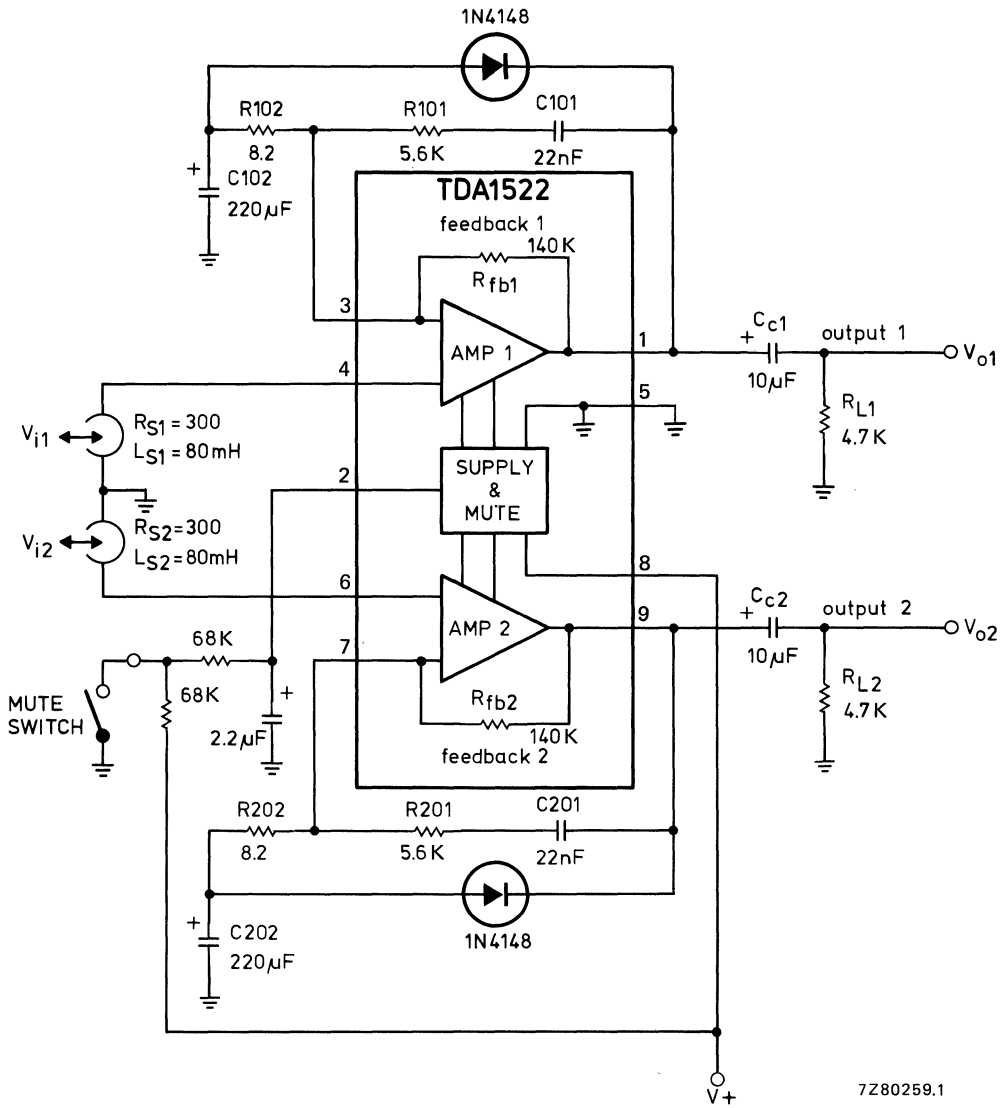 1N4148
R102
R101
C101
8.2
5.6K
22nF
+
C102
220µF
TDA1522
feedback 1
140K
Rfb1
3
AMP 1
1
+
Cc1
10µF
output 1
Vo1
4
5
RL1
4.7K
Vi1
RS1=300
LS1=80mH
SUPPLY
&
MUTE
2
Vi2
RS2=300
LS2=80mH
8
6
AMP 2
9
+
Cc2
10µF
output 2
Vo2
68K
7
68K
+
MUTE
SWITCH
2.2µF
Rfb2
140K
feedback 2
RL2
4.7K
R202
R201
C201
8.2
5.6K
22nF
+
C202
220µF
1N4148
V+
7Z80259.1